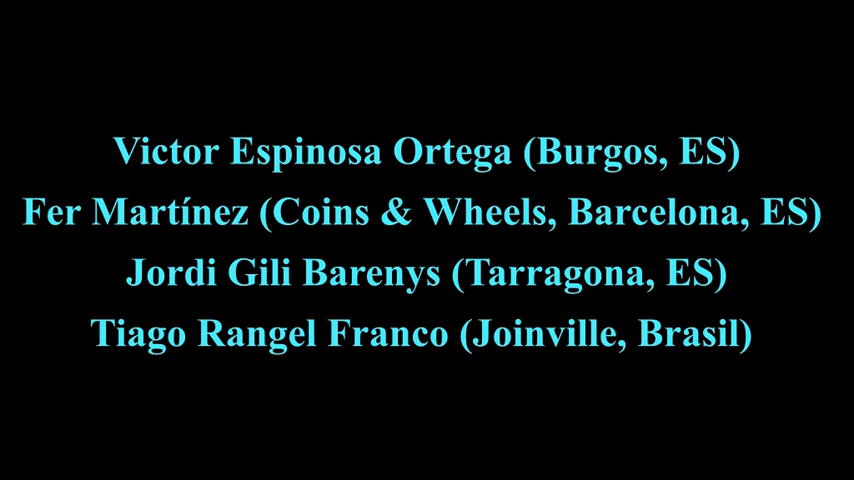 Victor Espinosa Ortega (Burgos, ES)
Fer Martínez (Coins & Wheels, Barcelona, ES)
Jordi Gili Barenys (Tarragona, ES)
Tiago Rangel Franco (Joinville, Brasil)